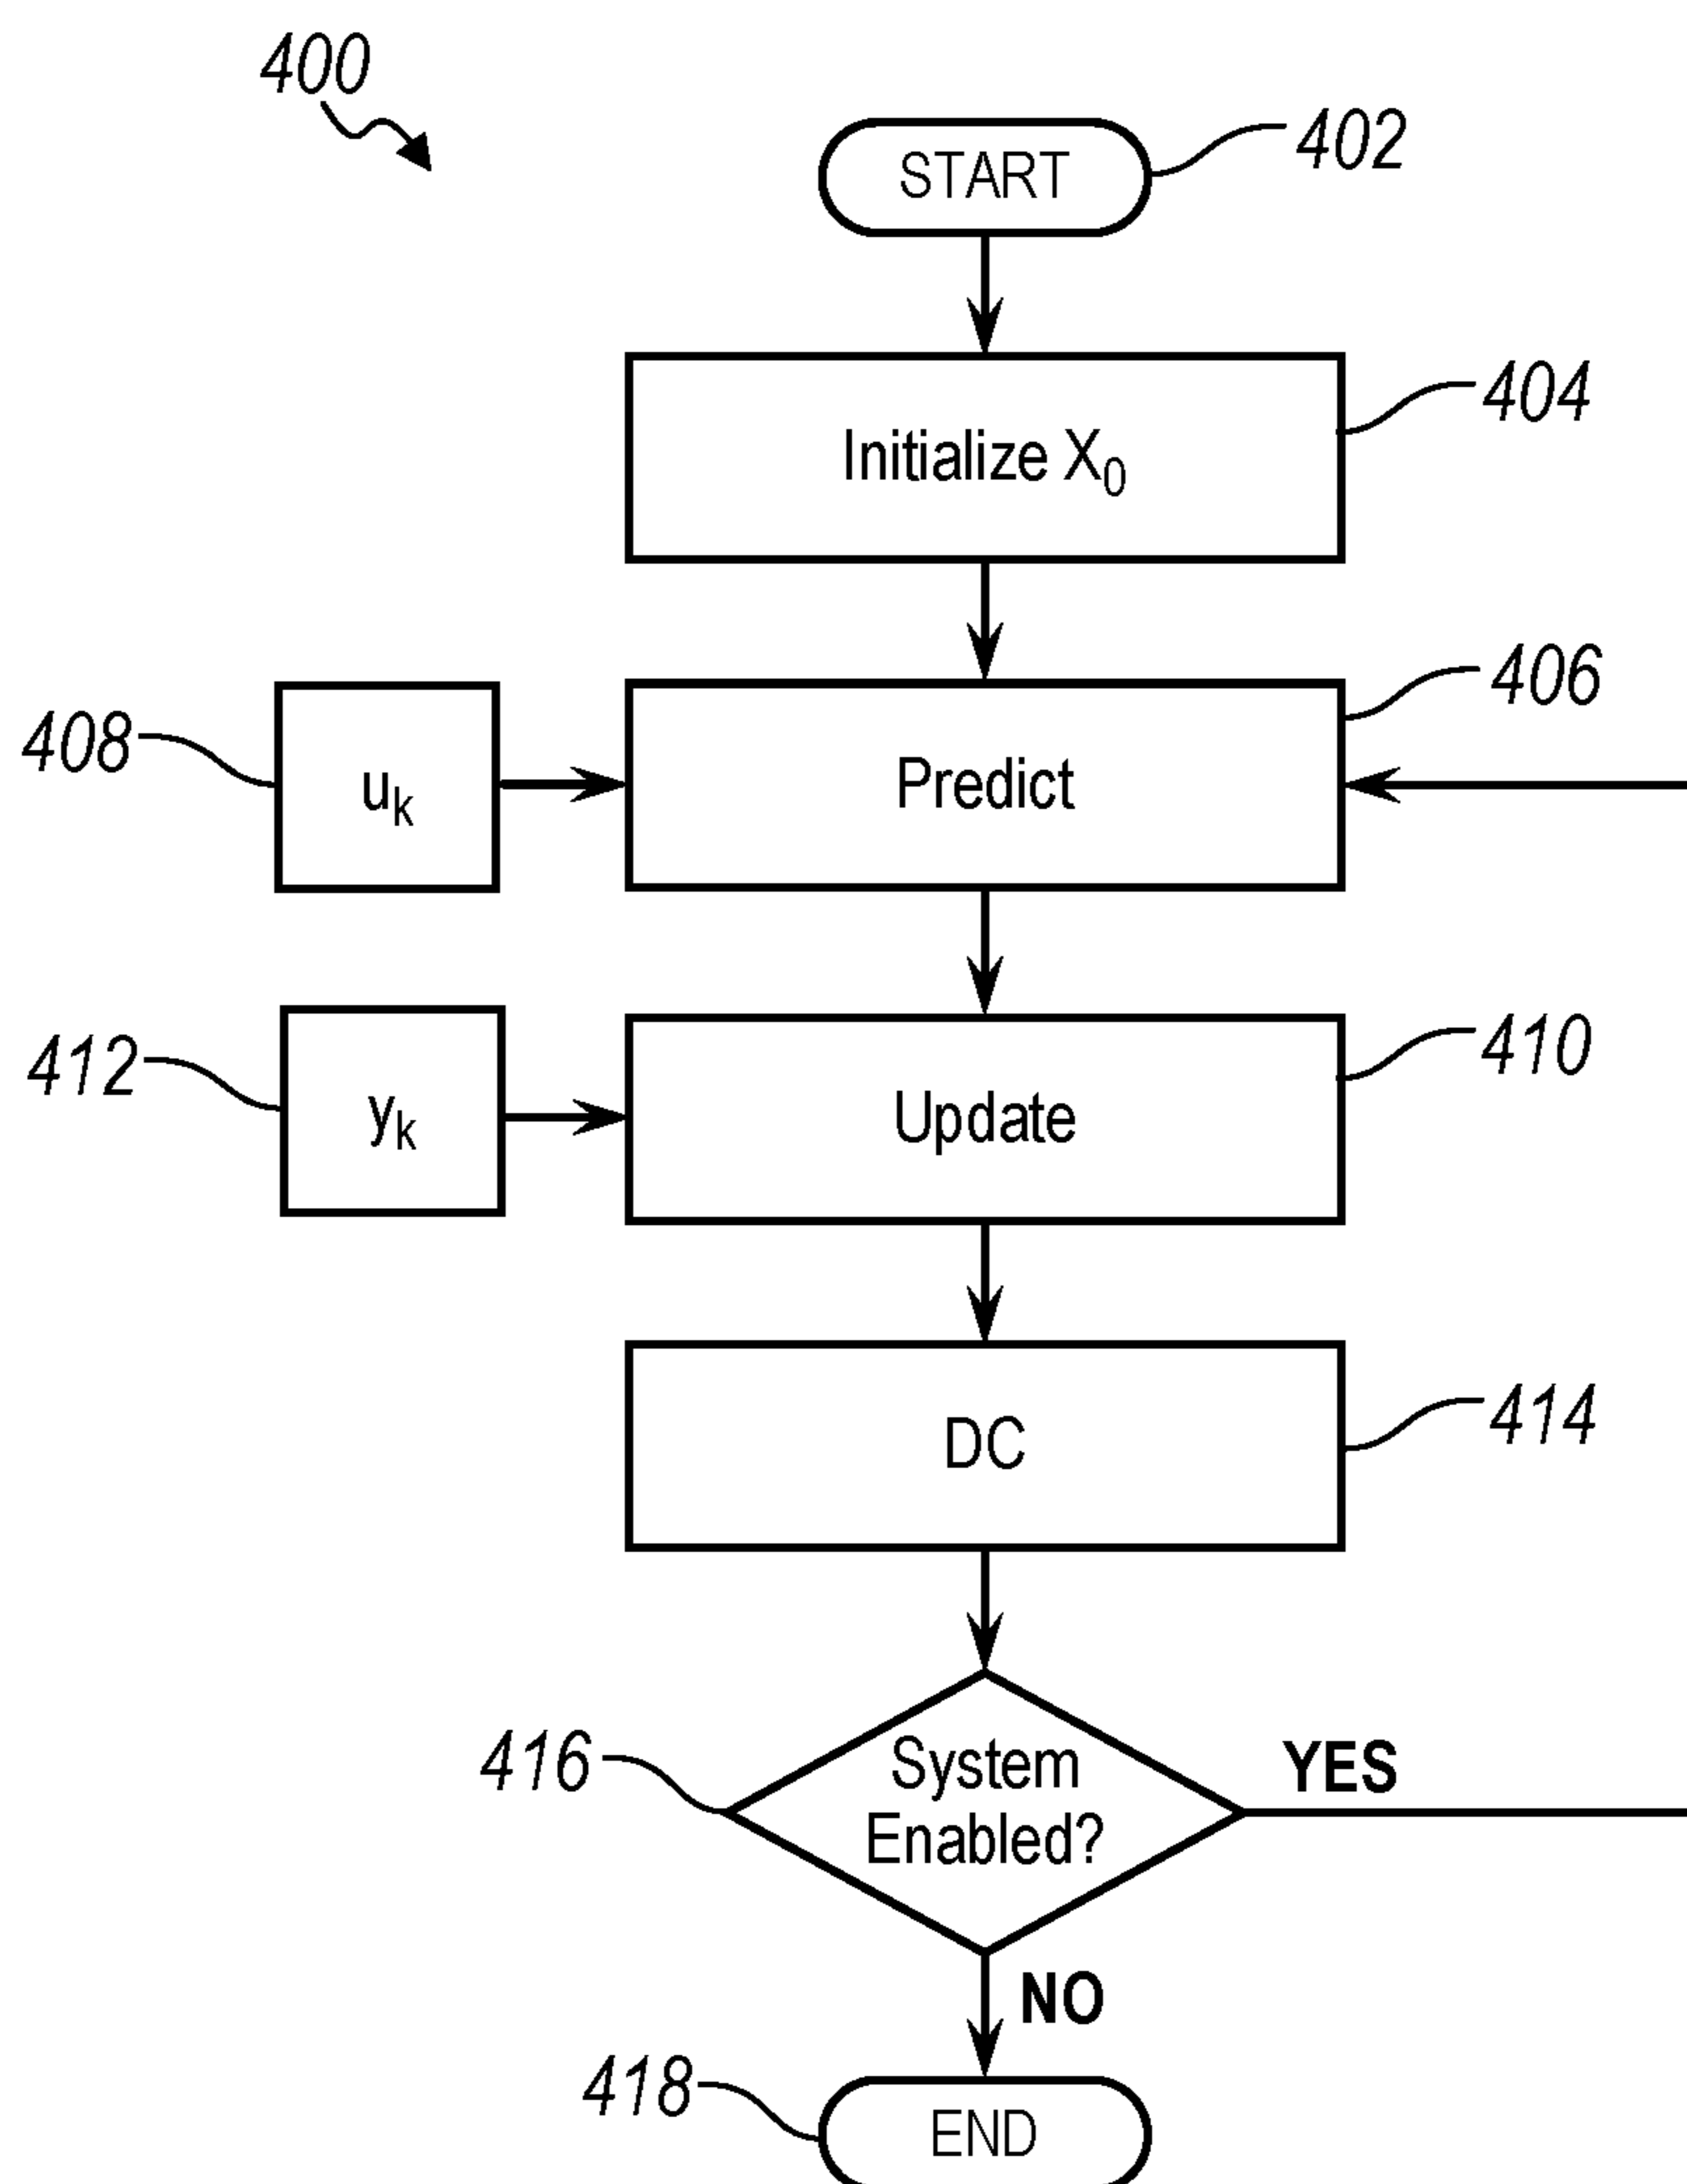 400
START
402
Initialize X₀
404
406
408
uₖ
Predict
410
412
yₖ
Update
DC
414
416
System
Enabled?
YES
NO
418
END